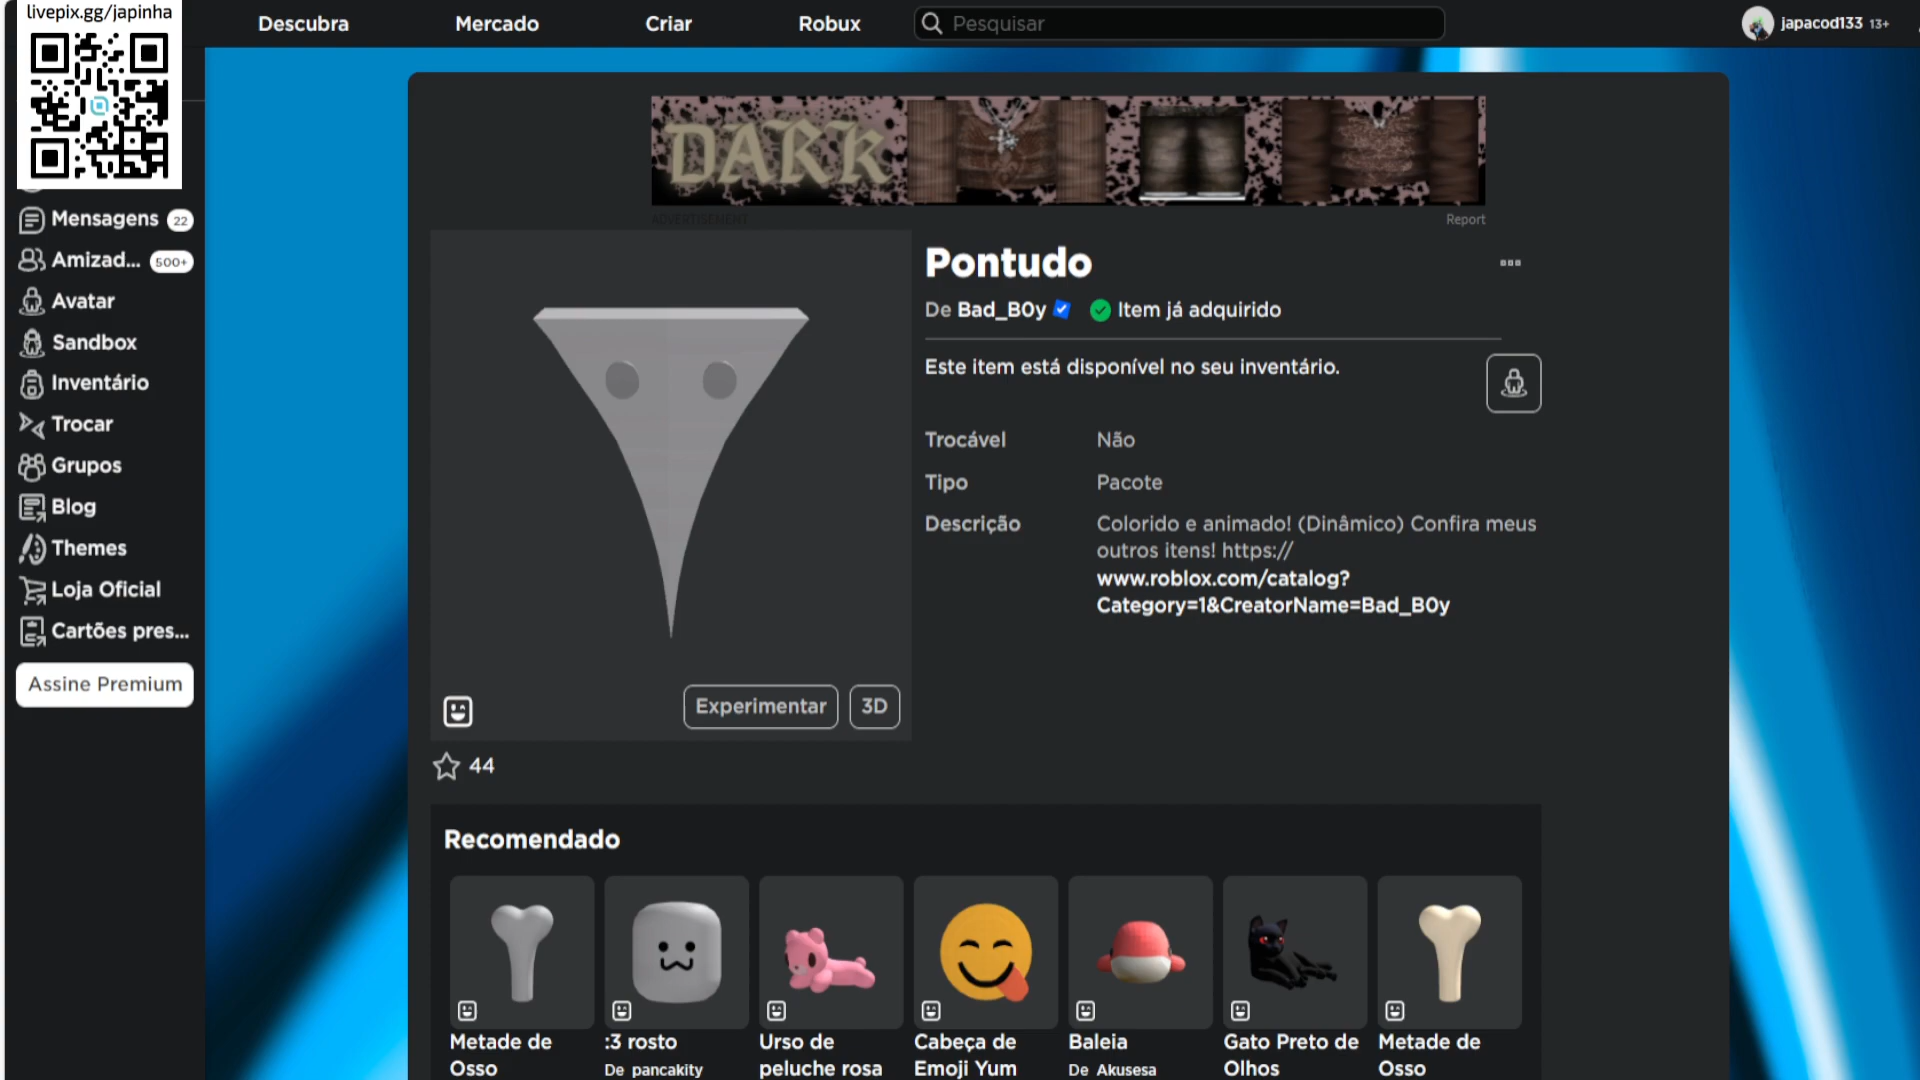 livepix.gg/japinha
Descubra
Mercado
Criar
Robux
Pesquisar
japacod133 13+
Mensagens 22
Amizad... 500+
Avatar
Sandbox
Inventário
Trocar
Grupos
Blog
Themes
Loja Oficial
Cartões pres...
Assine Premium
DARK
ADVERTISEMENT
Report
Pontudo
De Bad_B0y Item já adquirido
Este item está disponível no seu inventário.
Trocável Não
Tipo Pacote
Descrição Colorido e animado! (Dinâmico) Confira meus
outros itens! https://
www.roblox.com/catalog?
Category=1&CreatorName=Bad_B0y
Experimentar
3D
44
Recomendado
Metade de
Osso
:3 rosto
De pancakity
Urso de
peluche rosa
Cabeça de
Emoji Yum
Baleia
De Akusesa
Gato Preto de
Olhos
Metade de
Osso